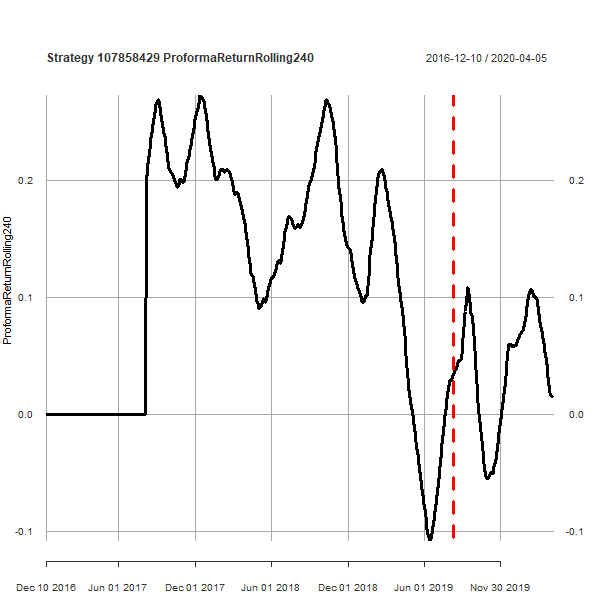 Strategy 107858429 ProformaReturnRolling240
2016-12-10 / 2020-04-05
ProformaReturnRolling240
0.2 0.2
0.1 0.1
0.0 0.0
-0.1 -0.1
Dec 10 2016 Jun 01 2017 Dec 01 2017 Jun 01 2018 Dec 01 2018 Jun 01 2019 Nov 30 2019